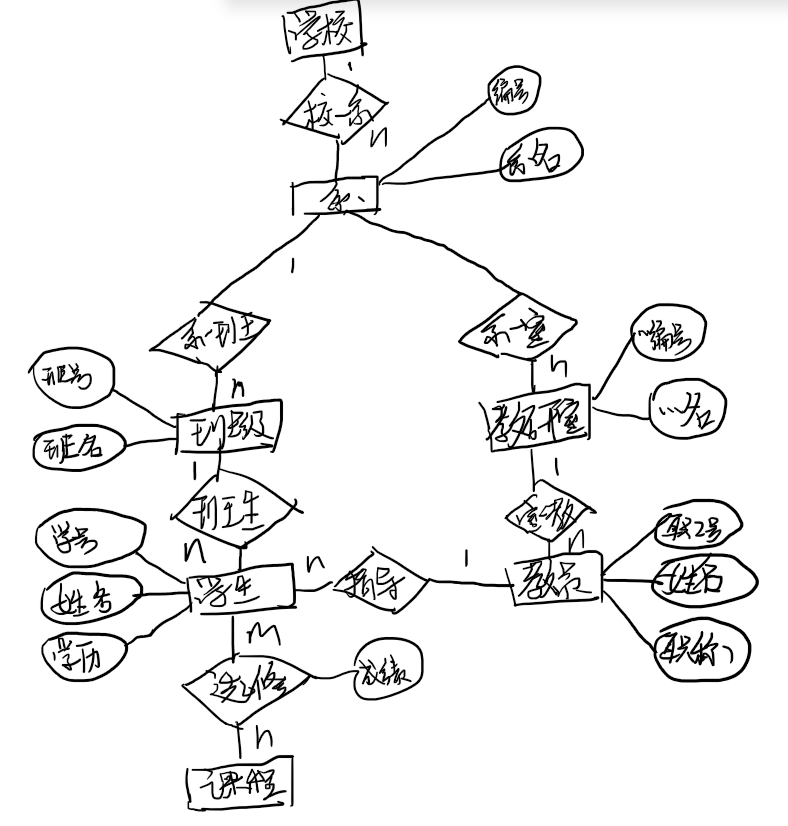 学校
1
校-系
n
编号
系名
系
1
系-班
系-室
n
n
编号
班号
班级
教研室
班名
1
1
班-生
室-教
n
n
n
1
学号
学生
指导
教员
职工号
姓名
姓名
学历
职称
m
选修
成绩
n
课程